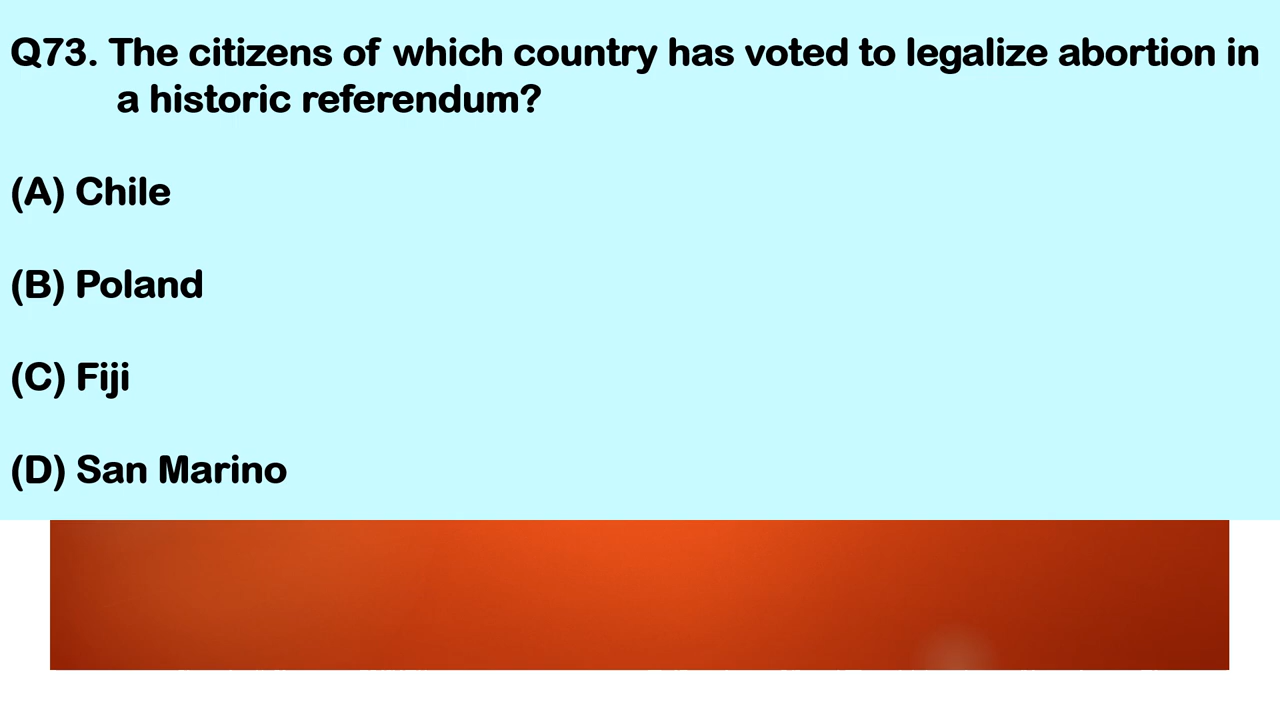 Q73. The citizens of which country has voted to legalize abortion in
a historic referendum?
(A) Chile
(B) Poland
(C) Fiji
(D) San Marino